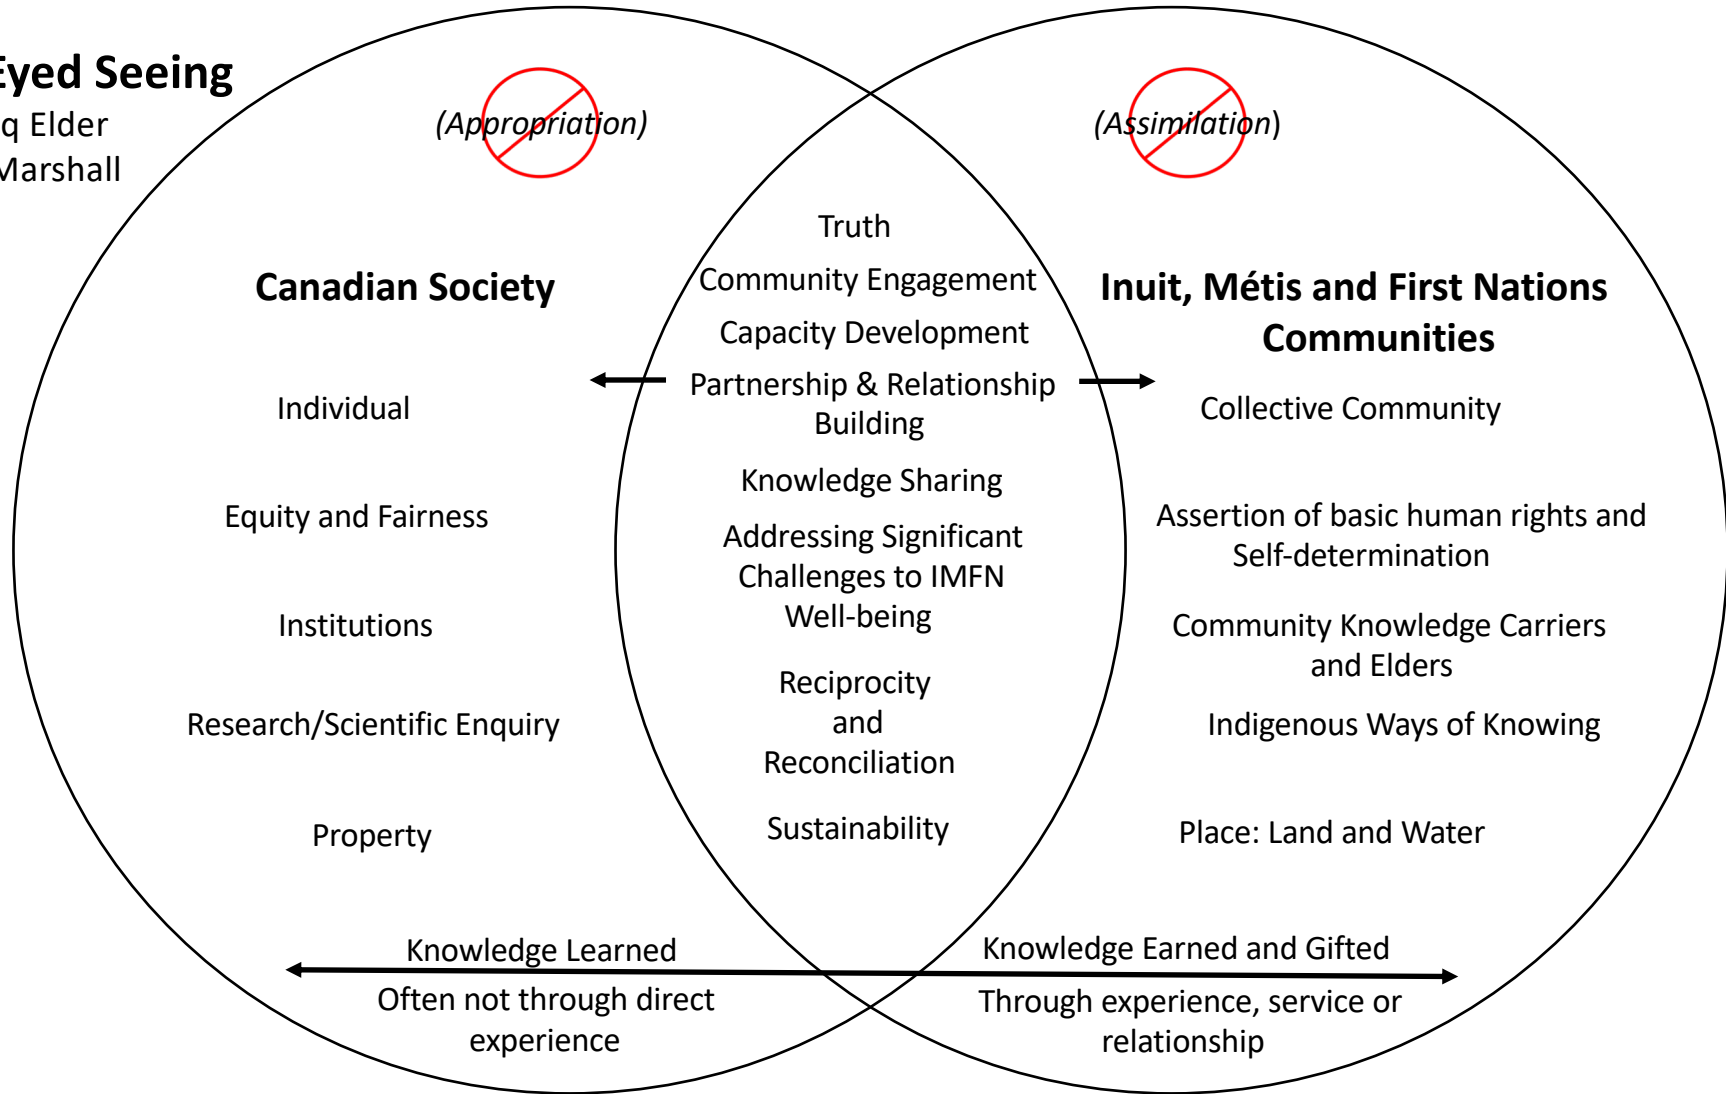 Eyed Seeing
q Elder
Marshall
(Appropriation)
(Assimilation)
Canadian Society
Individual
Equity and Fairness
Institutions
Research/Scientific Enquiry
Property
Truth
Community Engagement
Capacity Development
Partnership & Relationship
Building
Knowledge Sharing
Addressing Significant
Challenges to IMFN
Well-being
Reciprocity
and
Reconciliation
Sustainability
Inuit, Métis and First Nations
Communities
Collective Community
Assertion of basic human rights and
Self-determination
Community Knowledge Carriers
and Elders
Indigenous Ways of Knowing
Place: Land and Water
Knowledge Learned
Often not through direct
experience
Knowledge Earned and Gifted
Through experience, service or
relationship